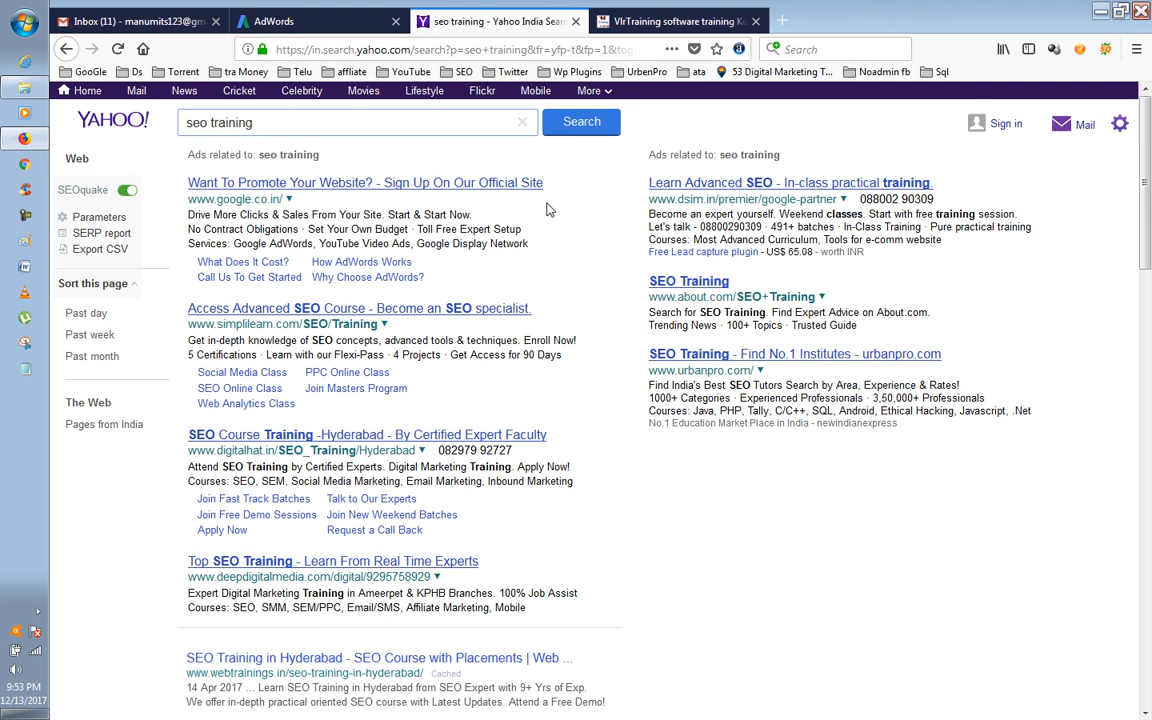 Inbox (11) - manumits123@gm
AdWords
seo training - Yahoo India Sear
VlrTraining software training K
https://in.search.yahoo.com/search?p=seo+training&fr=yfp-t&fp=1&tog
Search
GooGle
Ds
Torrent
tra Money
Telu
affliate
YouTube
SEO
Twitter
Wp Plugins
UrbenPro
ata
53 Digital Marketing T...
Noadmin fb
Sql
Home
Mail
News
Cricket
Celebrity
Movies
Lifestyle
Flickr
Mobile
More
YAHOO!
seo training
Search
Sign in
Mail
Web
SEOquake
Parameters
SERP report
Export CSV
Sort this page
Past day
Past week
Past month
The Web
Pages from India
Ads related to: seo training
Want To Promote Your Website? - Sign Up On Our Official Site
www.google.co.in/
Drive More Clicks & Sales From Your Site. Start & Start Now.
No Contract Obligations · Set Your Own Budget · Toll Free Expert Setup
Services: Google AdWords, YouTube Video Ads, Google Display Network
What Does It Cost?
How AdWords Works
Call Us To Get Started
Why Choose AdWords?
Access Advanced SEO Course - Become an SEO specialist.
www.simplilearn.com/SEO/Training
Get in-depth knowledge of SEO concepts, advanced tools & techniques. Enroll Now!
5 Certifications · Learn with our Flexi-Pass · 4 Projects · Get Access for 90 Days
Social Media Class
PPC Online Class
SEO Online Class
Join Masters Program
Web Analytics Class
SEO Course Training -Hyderabad - By Certified Expert Faculty
www.digitalhat.in/SEO_Training/Hyderabad
082979 92727
Attend SEO Training by Certified Experts. Digital Marketing Training. Apply Now!
Courses: SEO, SEM, Social Media Marketing, Email Marketing, Inbound Marketing
Join Fast Track Batches
Talk to Our Experts
Join Free Demo Sessions
Join New Weekend Batches
Apply Now
Request a Call Back
Top SEO Training - Learn From Real Time Experts
www.deepdigitalmedia.com/digital/9295758929
Expert Digital Marketing Training in Ameerpet & KPHB Branches. 100% Job Assist
Courses: SEO, SMM, SEM/PPC, Email/SMS, Affiliate Marketing, Mobile
SEO Training in Hyderabad - SEO Course with Placements | Web ...
www.webtrainings.in/seo-training-in-hyderabad/
Cached
14 Apr 2017 ... Learn SEO Training in Hyderabad from SEO Expert with 9+ Yrs of Exp.
We offer in-depth practical oriented SEO course with Latest Updates. Attend a Free Demo!
Ads related to: seo training
Learn Advanced SEO - In-class practical training.
www.dsim.in/premier/google-partner
088002 90309
Become an expert yourself. Weekend classes. Start with free training session.
Let's talk - 08800290309 · 491+ batches · In-Class Training · Pure practical training
Courses: Most Advanced Curriculum, Tools for e-comm website
Free Lead capture plugin - US$ 65.08 - worth INR
SEO Training
www.about.com/SEO+Training
Search for SEO Training. Find Expert Advice on About.com.
Trending News · 100+ Topics · Trusted Guide
SEO Training - Find No.1 Institutes - urbanpro.com
www.urbanpro.com/
Find India's Best SEO Tutors Search by Area, Experience & Rates!
1000+ Categories · Experienced Professionals · 3,50,000+ Professionals
Courses: Java, PHP, Tally, C/C++, SQL, Android, Ethical Hacking, Javascript, .Net
No.1 Education Market Place in India - newindianexpress
9:53 PM
12/13/2017